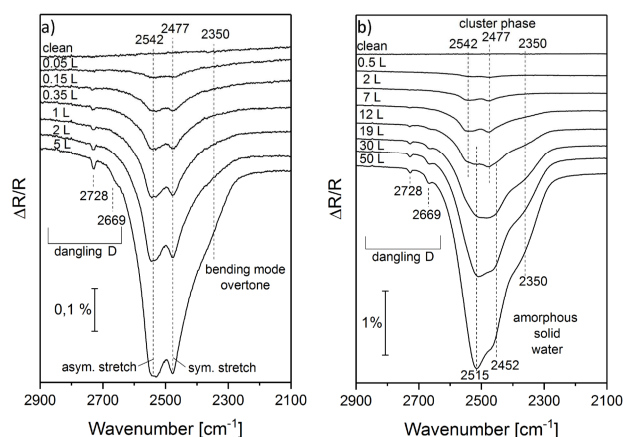 a)
2542
2477
2350
clean
0.05 L
0.15 L
0.35 L
1 L
2 L
5 L
2728
2669
dangling D
bending mode
overtone
0,1 %
asym. stretch
sym. stretch
ΔR/R
2900
2700
2500
2300
2100
Wavenumber [cm⁻¹]
b)
cluster phase
2542
2477
2350
clean
0.5 L
2 L
7 L
12 L
19 L
30 L
50 L
2728
2669
dangling D
2350
1%
amorphous
solid
water
2452
2515
ΔR/R
2900
2700
2500
2300
2100
Wavenumber [cm⁻¹]